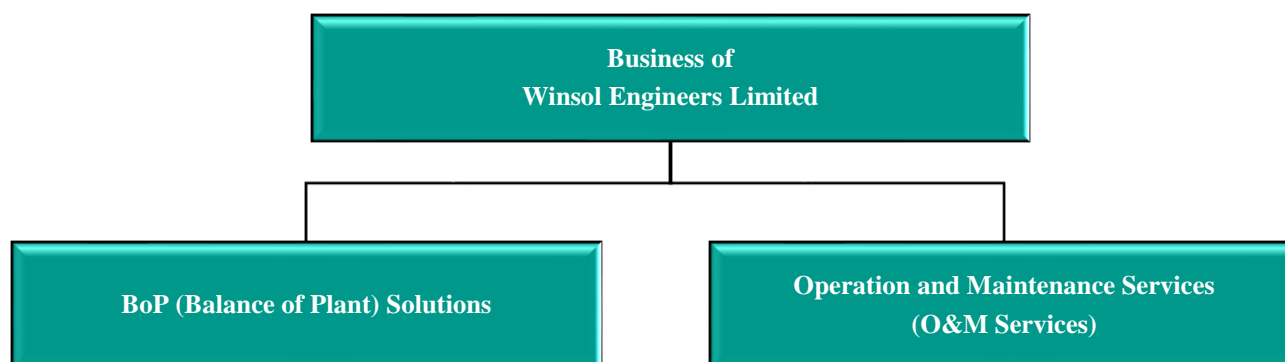 Business of
Winsol Engineers Limited
BoP (Balance of Plant) Solutions
Operation and Maintenance Services
(O&M Services)